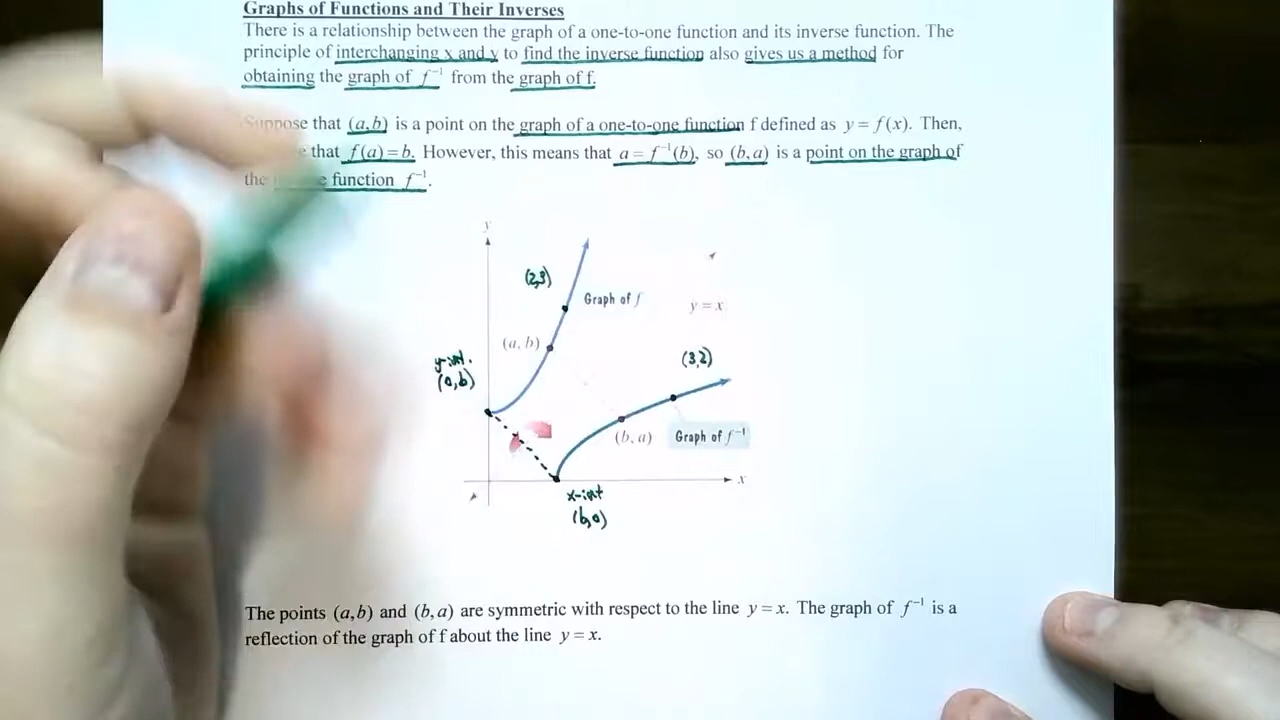 Graphs of Functions and Their Inverses
There is a relationship between the graph of a one-to-one function and its inverse function. The
principle of interchanging x and y to find the inverse function also gives us a method for
obtaining the graph of f⁻¹ from the graph of f.
Suppose that (a,b) is a point on the graph of a one-to-one function f defined as y = f(x). Then,
that f(a) = b. However, this means that a = f⁻¹(b), so (b,a) is a point on the graph of
the function f⁻¹.
y
(2,3)
Graph of f
y = x
(a, b)
y-int.
(0,b)
(3,2)
(b, a)
Graph of f⁻¹
x
x-int
(b,0)
The points (a,b) and (b,a) are symmetric with respect to the line y = x. The graph of f⁻¹ is a
reflection of the graph of f about the line y = x.